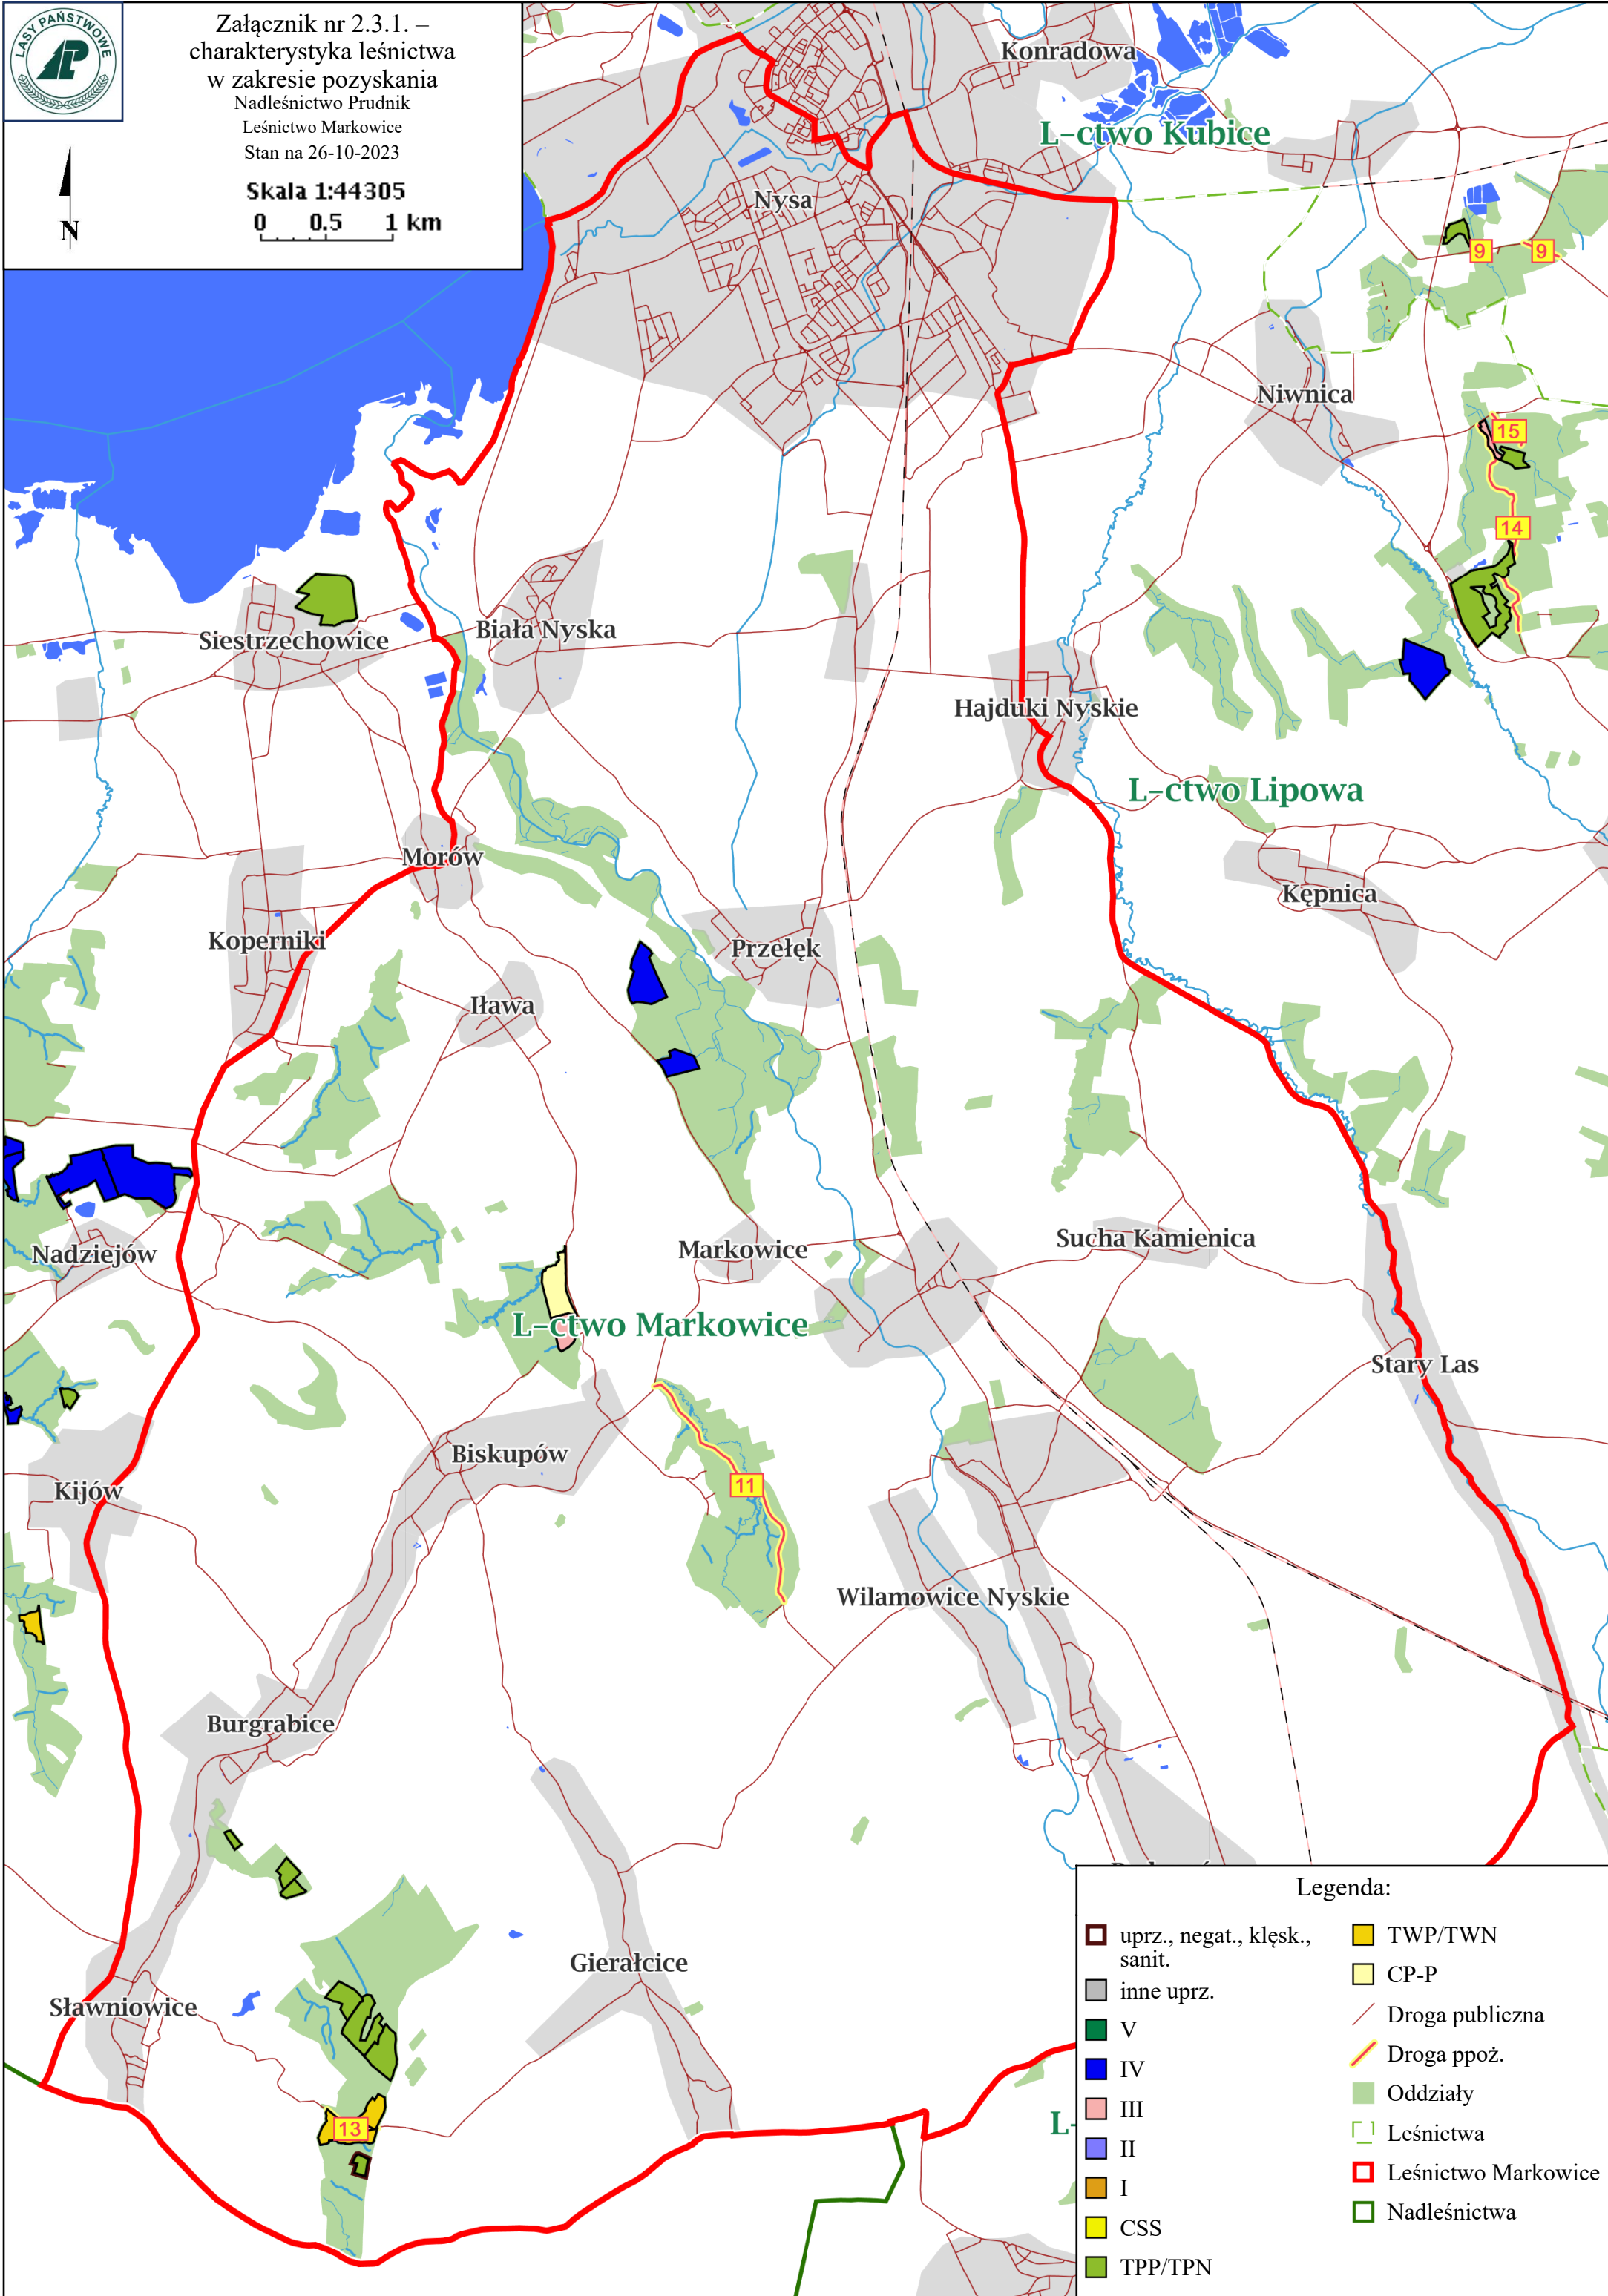 LASY PAŃSTWOWE
Załącznik nr 2.3.1. –
charakterystyka leśnictwa
w zakresie pozyskania
Nadleśnictwo Prudnik
Leśnictwo Markowice
Stan na 26-10-2023
Skala 1:44305
0 0.5 1 km
N
Konradowa
L-ctwo Kubice
Nysa
9
9
Niwnica
15
14
Siestrzechowice
Biała Nyska
Hajduki Nyskie
L-ctwo Lipowa
Morów
Kępnica
Koperniki
Przełęk
Iława
Nadziejów
Markowice
Sucha Kamienica
L-ctwo Markowice
Stary Las
Biskupów
Kijów
11
Wilamowice Nyskie
Burgrabice
Gierałcice
Sławniowice
13
L-
Legenda:
uprz., negat., klęsk.,
sanit.
inne uprz.
V
IV
III
II
I
CSS
TPP/TPN
TWP/TWN
CP-P
Droga publiczna
Droga ppoż.
Oddziały
Leśnictwa
Leśnictwo Markowice
Nadleśnictwa